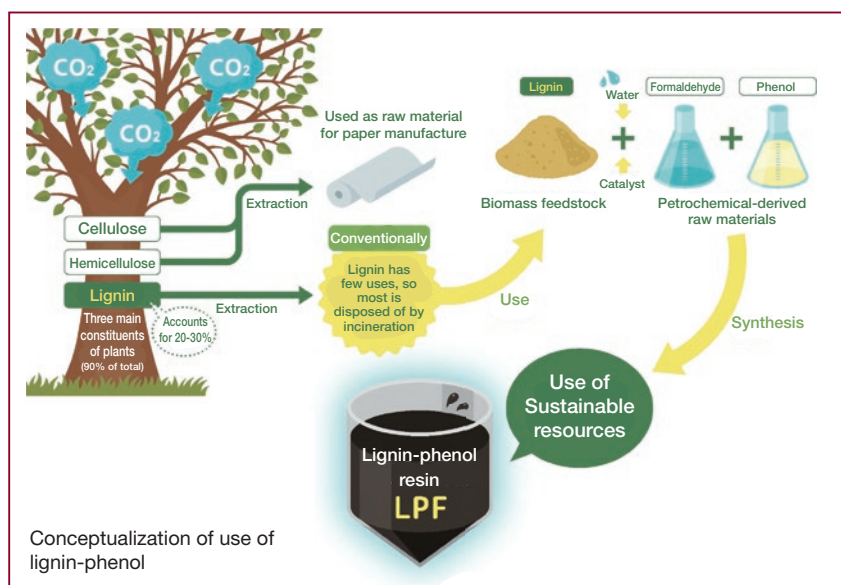 CO2
CO2
CO2
Cellulose
Hemicellulose
Lignin
Three main
constituents
of plants
(90% of total)
Accounts
for 20-30%
Extraction
Used as raw material
for paper manufacture
Extraction
Conventionally
Lignin has
few uses, so
most is
disposed of by
incineration
Use
Lignin
Water
Formaldehyde
Phenol
+
+
Catalyst
Biomass feedstock
Petrochemical-derived
raw materials
Synthesis
Use of
Sustainable
resources
Lignin-phenol
resin
LPF
Conceptualization of use of
lignin-phenol